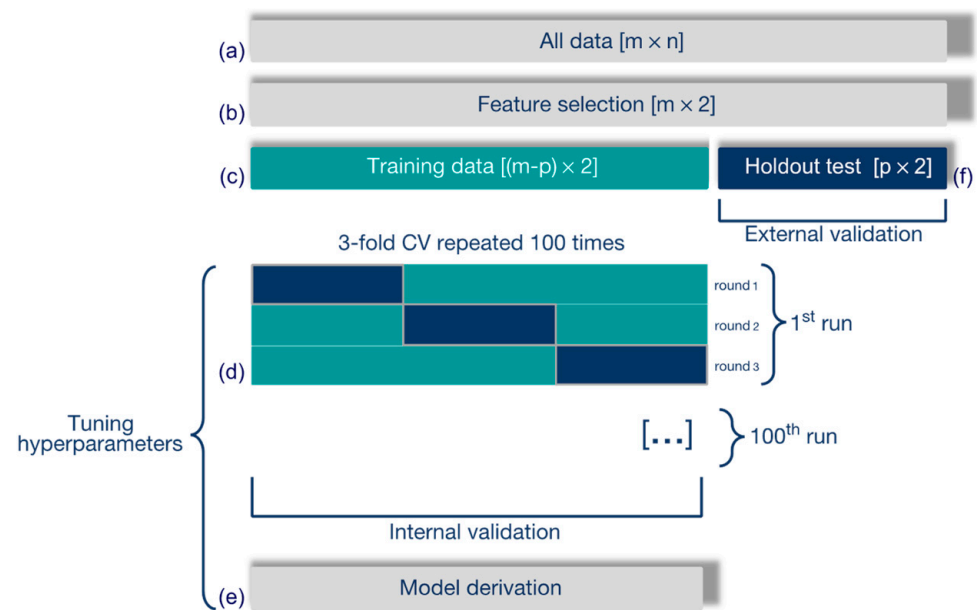 (a) All data [m × n]
(b) Feature selection [m × 2]
(c) Training data [(m-p) × 2] Holdout test [p × 2] (f)
External validation
3-fold CV repeated 100 times
round 1
round 2 1st run
round 3
(d)
Tuning
hyperparameters
[...] 100th run
Internal validation
(e) Model derivation